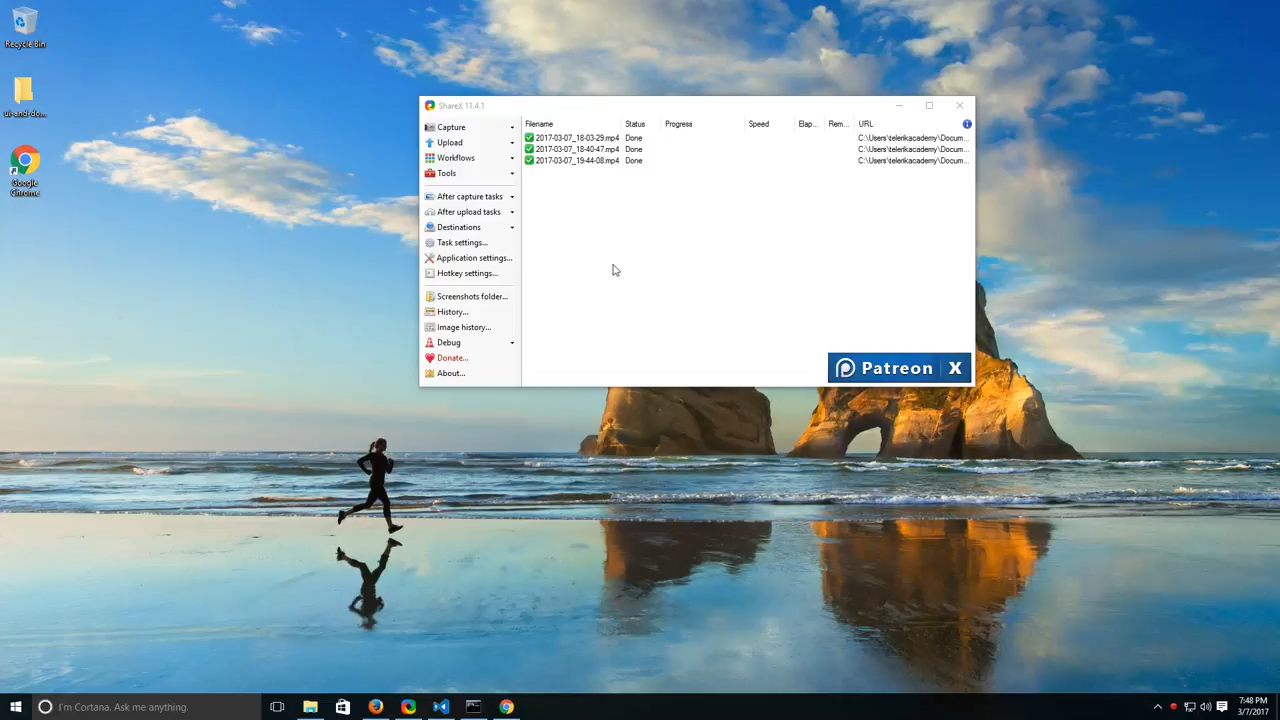 Recycle Bin
ui-and-do...
Google Chrome
ShareX 11.4.1
Capture
Upload
Workflows
Tools
After capture tasks
After upload tasks
Destinations
Task settings...
Application settings...
Hotkey settings...
Screenshots folder...
History...
Image history...
Debug
Donate...
About...
Filename Status Progress Speed Elap... Rem... URL
2017-03-07_18-03-29.mp4 Done C:\Users\telerikacademy\Docum...
2017-03-07_18-40-47.mp4 Done C:\Users\telerikacademy\Docum...
2017-03-07_19-44-08.mp4 Done C:\Users\telerikacademy\Docum...
Patreon X
I'm Cortana. Ask me anything.
7:48 PM
3/7/2017